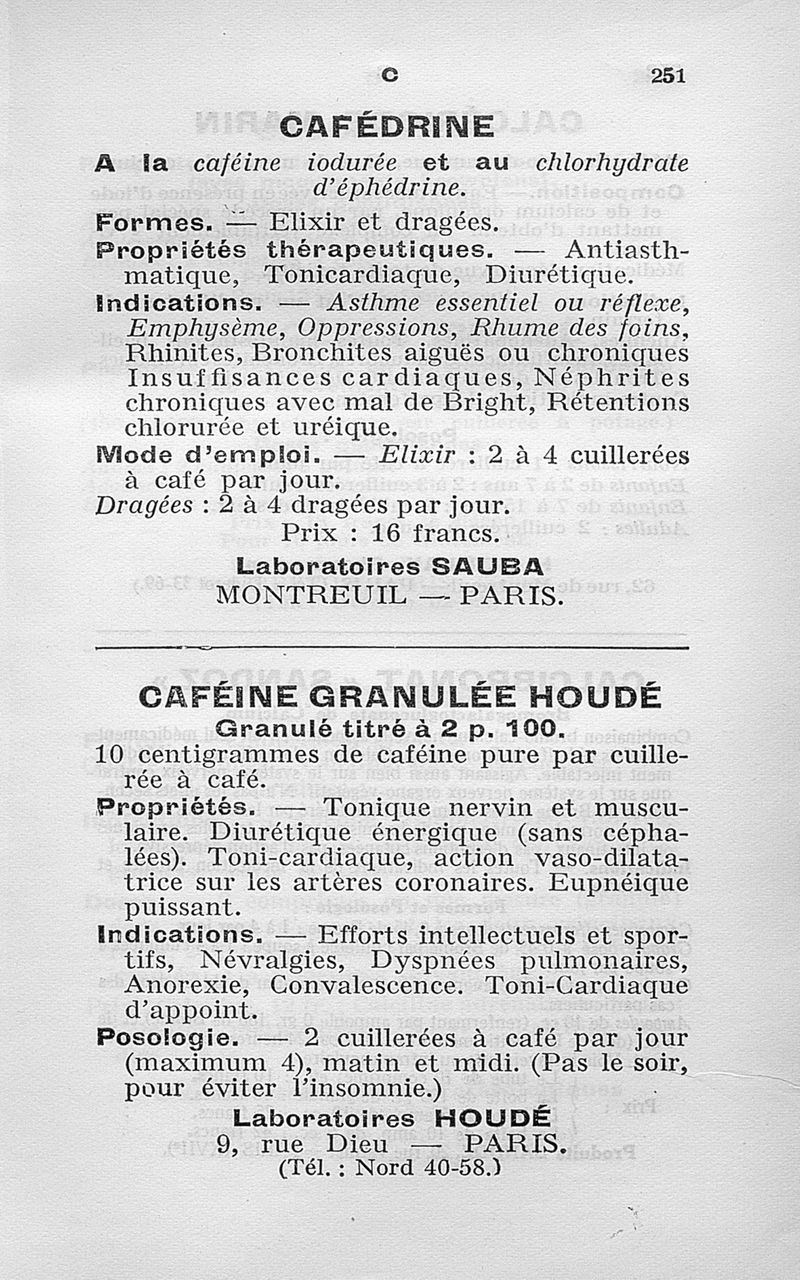 C 251
CAFÉDRINE
A la caféine iodurée et au chlorhydrate
d'éphédrine.
Formes. — Elixir et dragées.
Propriétés thérapeutiques. — Antiasth-
matique, Tonicardiaque, Diurétique.
Indications. — Asthme essentiel ou réflexe,
Emphysème, Oppressions, Rhume des foins,
Rhinites, Bronchites aiguës ou chroniques
Insuffisances cardiaques, Néphrites
chroniques avec mal de Bright, Rétentions
chlorurée et uréique.
Mode d'emploi. — Elixir : 2 à 4 cuillerées
à café par jour.
Dragées : 2 à 4 dragées par jour.
Prix : 16 francs.
Laboratoires SAUBA
MONTREUIL — PARIS.
CAFÉINE GRANULÉE HOUDÉ
Granulé titré à 2 p. 100.
10 centigrammes de caféine pure par cuille-
rée à café.
Propriétés. — Tonique nervin et muscu-
laire. Diurétique énergique (sans cépha-
lées). Toni-cardiaque, action vaso-dilata-
trice sur les artères coronaires. Eupnéique
puissant.
Indications. — Efforts intellectuels et spor-
tifs, Névralgies, Dyspnées pulmonaires,
Anorexie, Convalescence. Toni-Cardiaque
d'appoint.
Posologie. — 2 cuillerées à café par jour
(maximum 4), matin et midi. (Pas le soir,
pour éviter l'insomnie.)
Laboratoires HOUDÉ
9, rue Dieu — PARIS.
(Tél. : Nord 40-58.)